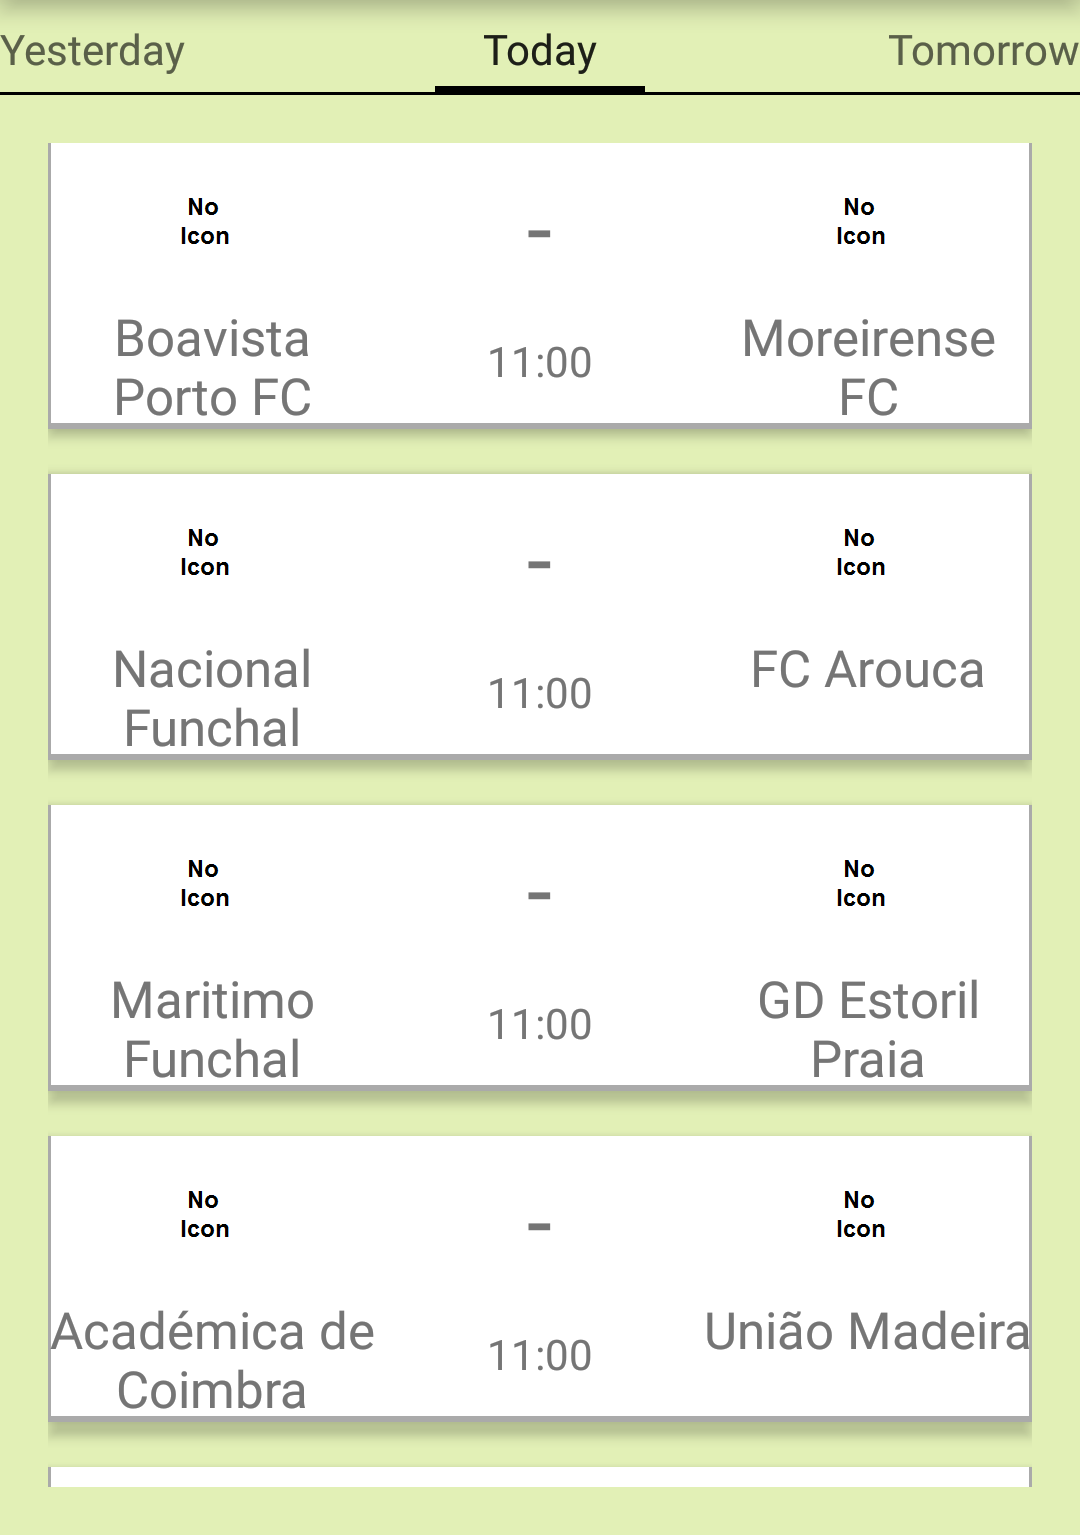 Yesterday Today Tomorrow
No No
Icon - Icon
Boavista Moreirense
11:00
Porto FC FC
No No
Icon - Icon
Nacional FC Arouca
11:00
Funchal
No No
Icon - Icon
Maritimo GD Estoril
11:00
Funchal Praia
No No
Icon - Icon
Académica de União Madeira
11:00
Coimbra